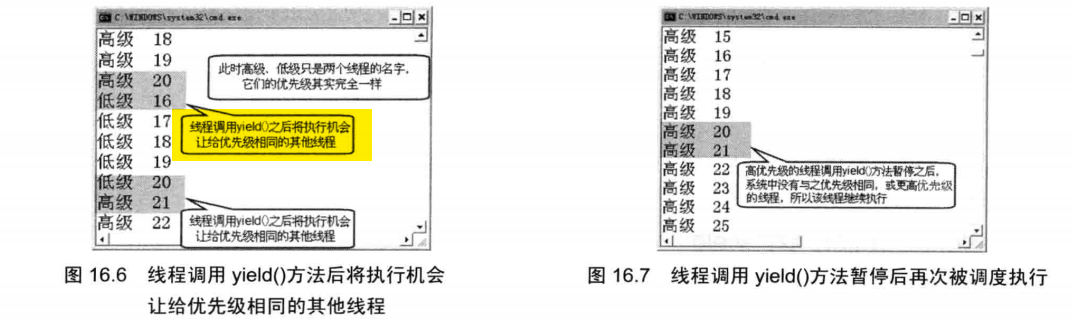 C:\WINDOWS\system32\cmd.exe
高级 18
高级 19
高级 20
低级 16
低级 17
低级 18
低级 19
低级 20
高级 21
高级 22
此时高级、低级只是两个线程的名字,
它们的优先级其实完全一样
线程调用yield()之后将执行机会
让给优先级相同的其他线程
线程调用yield()之后将执行机会
让给优先级相同的其他线程
图 16.6 线程调用 yield()方法后将执行机会
让给优先级相同的其他线程
C:\WINDOWS\system32\cmd.exe
高级 15
高级 16
高级 17
高级 18
高级 19
高级 20
高级 21
高级 22
高级 23
高级 24
高级 25
高优先级的线程调用yield()方法暂停之后,
系统中没有与之优先级相同,或更高优先级
的线程,所以该线程继续执行
图 16.7 线程调用 yield()方法暂停后再次被调度执行